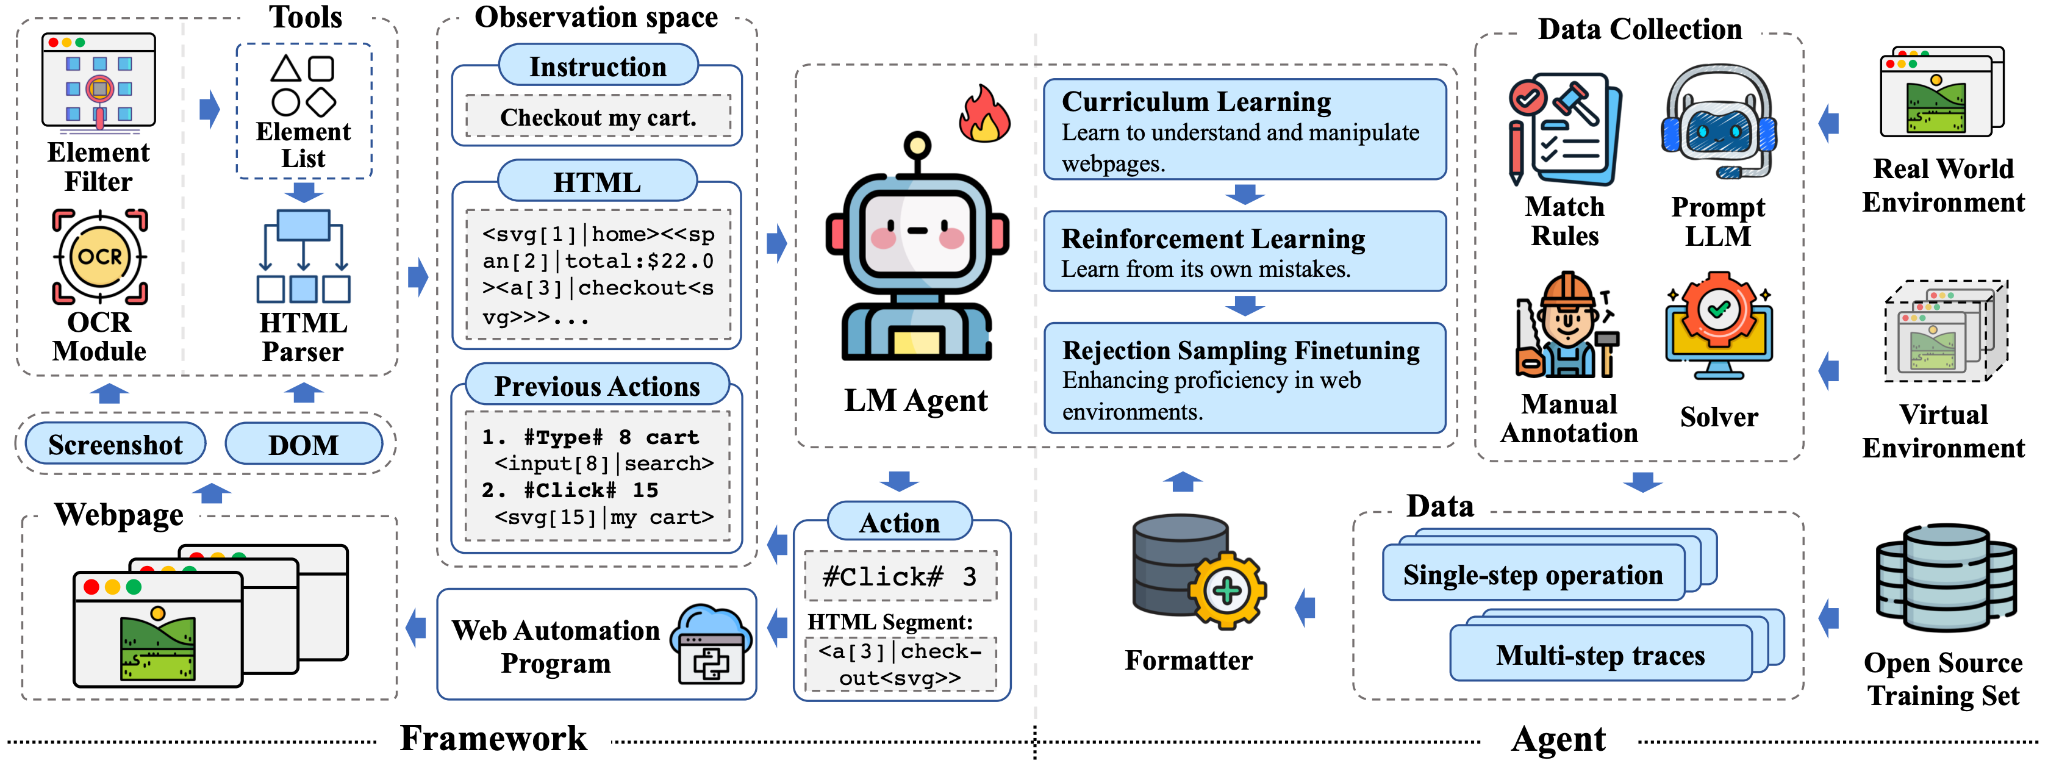 Tools
Element
Filter
Element
List
OCR
OCR
Module
HTML
Parser
Screenshot
DOM
Webpage
Observation space
Instruction
Checkout my cart.
HTML
<svg[1]|home><<sp
an[2]|total:$22.0
><a[3]|checkout<s
vg>>>...
Previous Actions
1. #Type# 8 cart
<input[8]|search>
2. #Click# 15
<svg[15]|my cart>
Web Automation
Program
LM Agent
Action
#Click# 3
HTML Segment:
<a[3]|check-
out<svg>>
Curriculum Learning
Learn to understand and manipulate
webpages.
Reinforcement Learning
Learn from its own mistakes.
Rejection Sampling Finetuning
Enhancing proficiency in web
environments.
Formatter
Data Collection
Match
Rules
Prompt
LLM
Manual
Annotation
Solver
Real World
Environment
Virtual
Environment
Data
Single-step operation
Multi-step traces
Open Source
Training Set
Framework
Agent